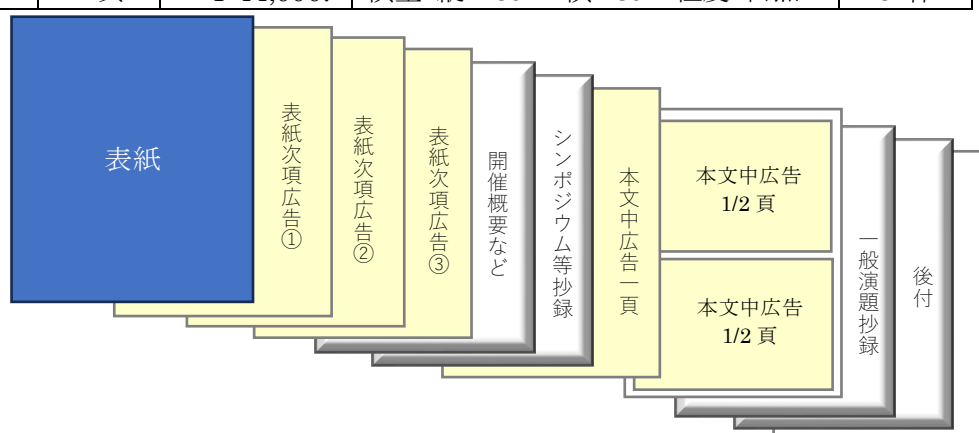 表紙
表紙次項広告①
表紙次項広告②
表紙次項広告③
開催概要など
シンポジウム等抄録
本文中広告一頁
本文中広告
1/2 頁
本文中広告
1/2 頁
一般演題抄録
後付